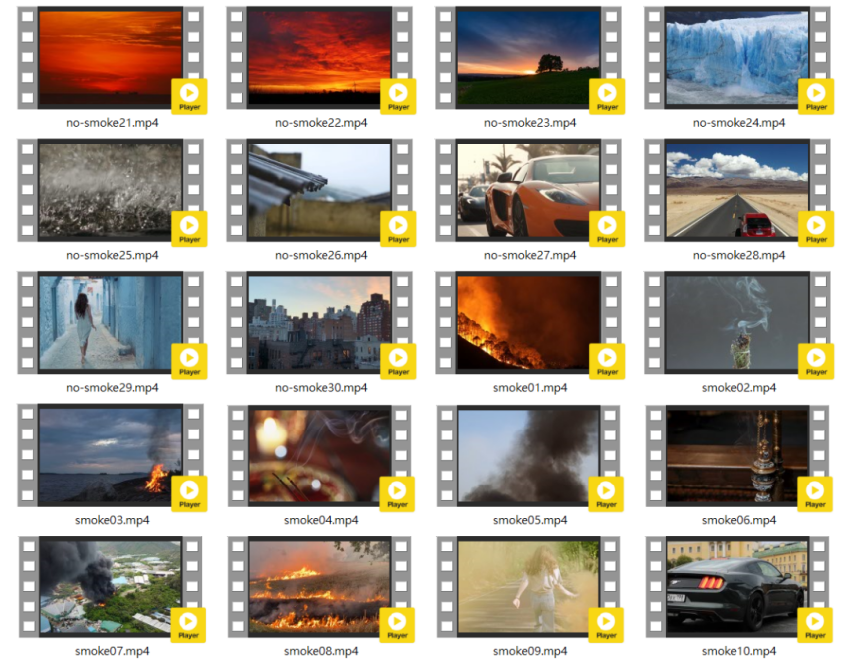 Player Player Player Player
no-smoke21.mp4 no-smoke22.mp4 no-smoke23.mp4 no-smoke24.mp4
Player Player Player Player
no-smoke25.mp4 no-smoke26.mp4 no-smoke27.mp4 no-smoke28.mp4
Player Player Player Player
no-smoke29.mp4 no-smoke30.mp4 smoke01.mp4 smoke02.mp4
Player Player Player Player
smoke03.mp4 smoke04.mp4 smoke05.mp4 smoke06.mp4
Player Player Player Player
smoke07.mp4 smoke08.mp4 smoke09.mp4 smoke10.mp4